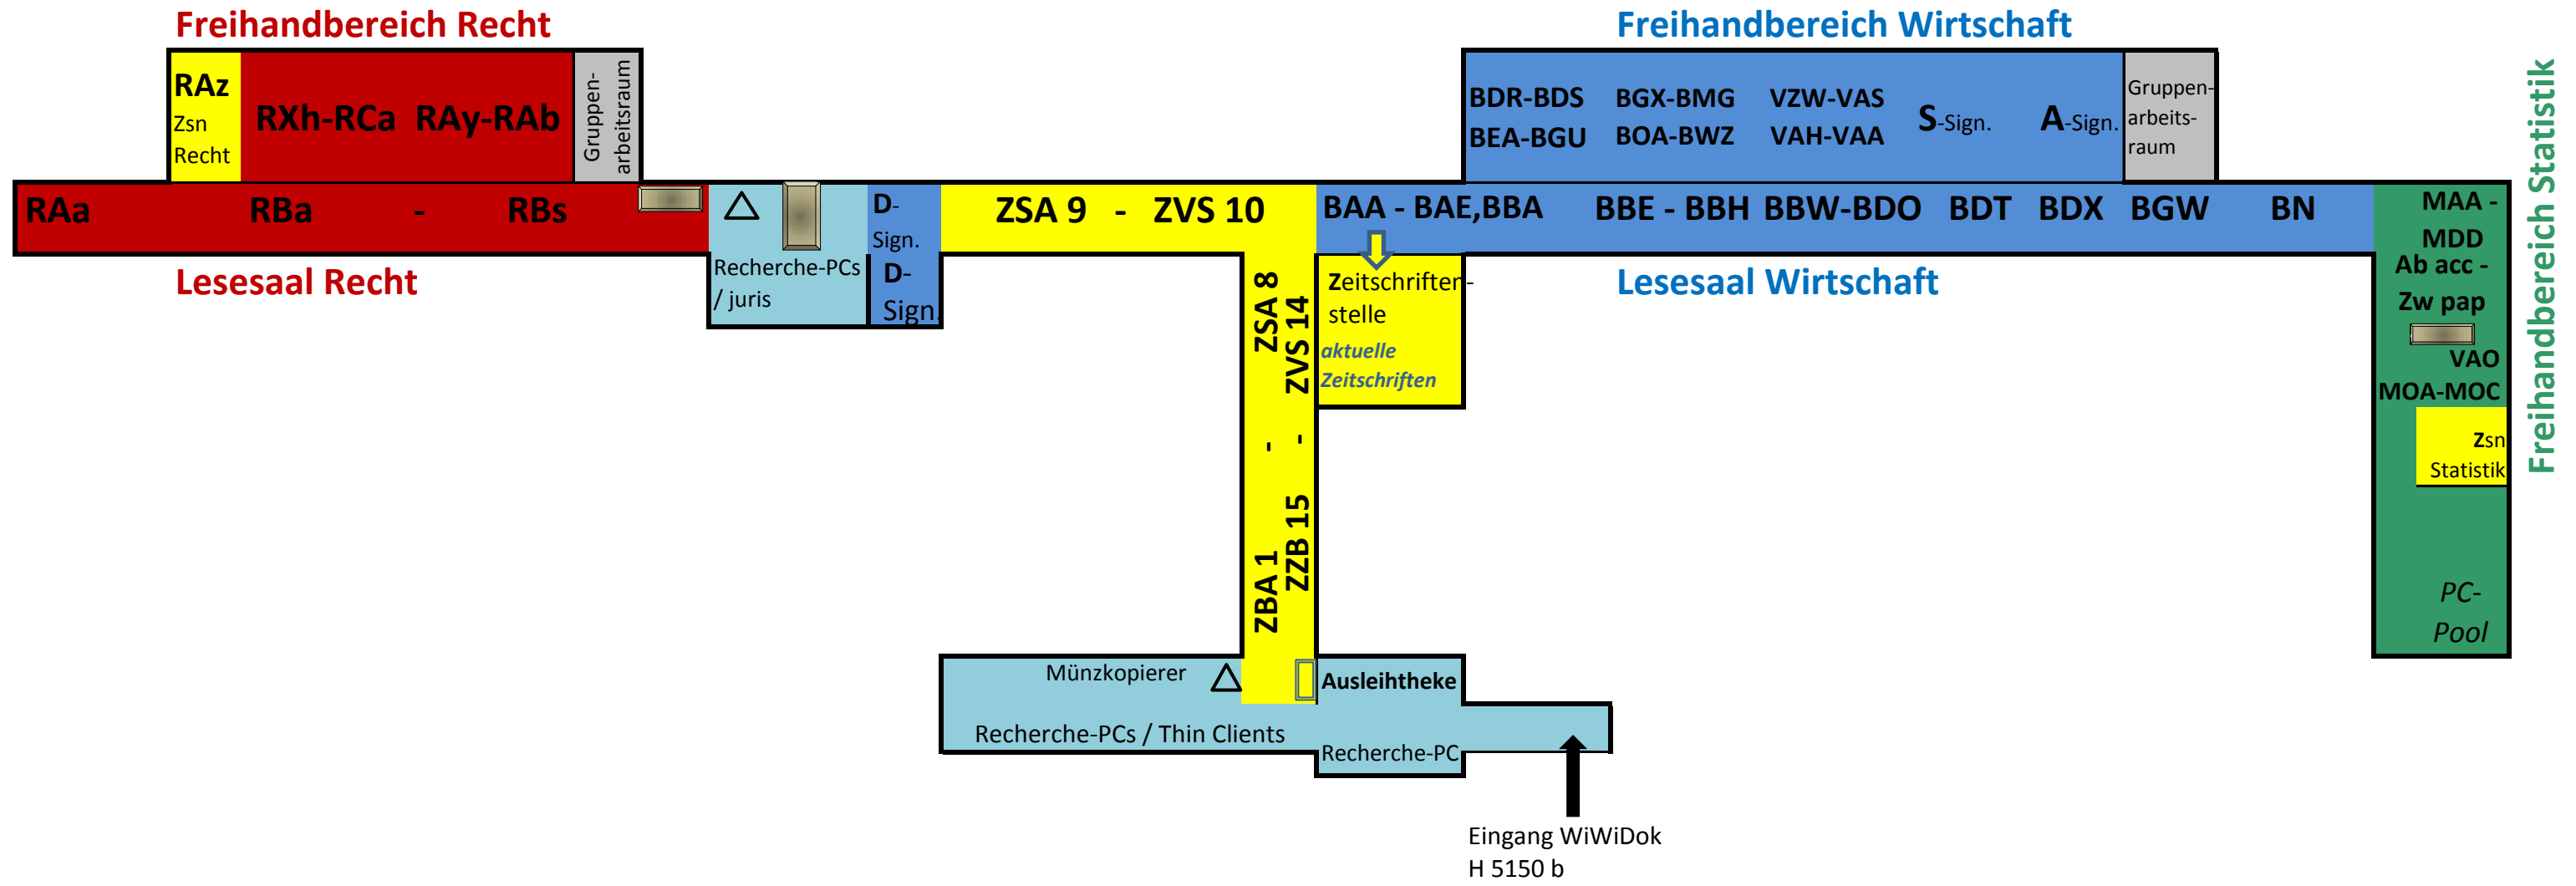 Freihandbereich Recht
Freihandbereich Wirtschaft
RAz
Zsn
Recht
RXh-RCa RAy-RAb
Gruppen-
arbeitsraum
BDR-BDS BGX-BMG VZW-VAS
BEA-BGU BOA-BWZ VAH-VAA
S-Sign. A-Sign.
Gruppen-
arbeits-
raum
Freihandbereich Statistik
RAa RBa - RBs
D-
Sign.
D-
Sign.
ZSA 9 - ZVS 10
BAA - BAE,BBA BBE - BBH BBW-BDO BDT BDX BGW BN
MAA -
MDD
Ab acc -
Zw pap
VAO
MOA-MOC
Zsn
Statistik
PC-
Pool
Lesesaal Recht
Recherche-PCs
/ juris
ZBA 1 - ZSA 8
ZZB 15 - ZVS 14
Zeitschriften-
stelle
aktuelle
Zeitschriften
Lesesaal Wirtschaft
Münzkopierer
Ausleihtheke
Recherche-PCs / Thin Clients
Recherche-PC
Eingang WiWiDok
H 5150 b